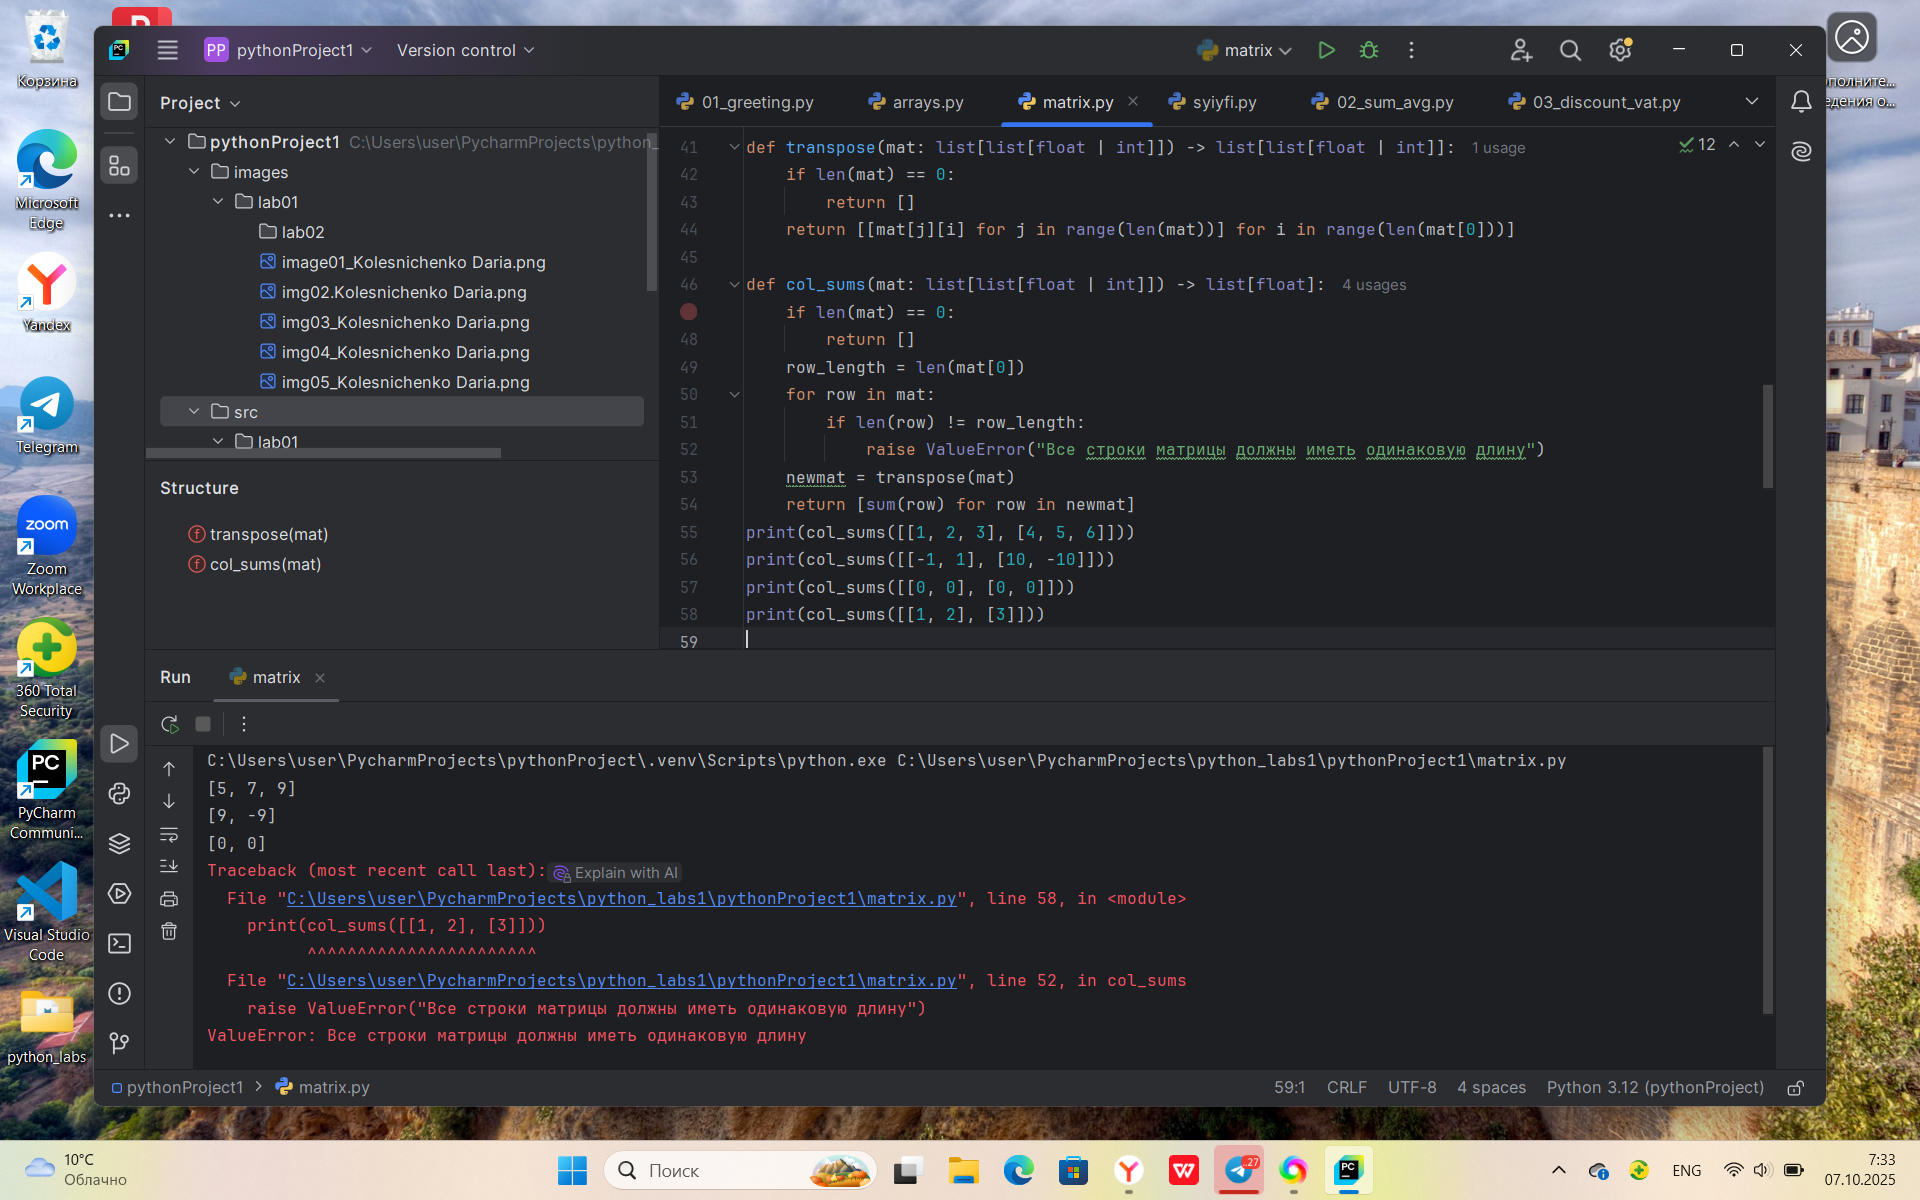 Корзина
Microsoft
Edge
Yandex
Telegram
zoom
Zoom
Workplace
360 Total
Security
PC
PyCharm
Communi...
Visual Studio
Code
python_labs
PC
PP pythonProject1
Version control
matrix
Project
pythonProject1 C:\Users\user\PycharmProjects\python_
images
lab01
lab02
image01_Kolesnichenko Daria.png
img02.Kolesnichenko Daria.png
img03_Kolesnichenko Daria.png
img04_Kolesnichenko Daria.png
img05_Kolesnichenko Daria.png
src
lab01
Structure
transpose(mat)
col_sums(mat)
01_greeting.py
arrays.py
matrix.py
syiyfi.py
02_sum_avg.py
03_discount_vat.py
12
41 def transpose(mat: list[list[float | int]]) -> list[list[float | int]]: 1 usage
42 if len(mat) == 0:
43 return []
44 return [[mat[j][i] for j in range(len(mat))] for i in range(len(mat[0]))]
45
46 def col_sums(mat: list[list[float | int]]) -> list[float]: 4 usages
if len(mat) == 0:
48 return []
49 row_length = len(mat[0])
50 for row in mat:
51 if len(row) != row_length:
52 raise ValueError("Все строки матрицы должны иметь одинаковую длину")
53 newmat = transpose(mat)
54 return [sum(row) for row in newmat]
55 print(col_sums([[1, 2, 3], [4, 5, 6]]))
56 print(col_sums([[-1, 1], [10, -10]]))
57 print(col_sums([[0, 0], [0, 0]]))
58 print(col_sums([[1, 2], [3]]))
59
Run
matrix
C:\Users\user\PycharmProjects\pythonProject\.venv\Scripts\python.exe C:\Users\user\PycharmProjects\python_labs1\pythonProject1\matrix.py
[5, 7, 9]
[9, -9]
[0, 0]
Traceback (most recent call last): Explain with AI
File "C:\Users\user\PycharmProjects\python_labs1\pythonProject1\matrix.py", line 58, in <module>
print(col_sums([[1, 2], [3]]))
^^^^^^^^^^^^^^^^^^^^^^^
File "C:\Users\user\PycharmProjects\python_labs1\pythonProject1\matrix.py", line 52, in col_sums
raise ValueError("Все строки матрицы должны иметь одинаковую длину")
ValueError: Все строки матрицы должны иметь одинаковую длину
pythonProject1 > matrix.py
59:1 CRLF UTF-8 4 spaces Python 3.12 (pythonProject)
10°C
Облачно
Поиск
27
PC
ENG
7:33
07.10.2025